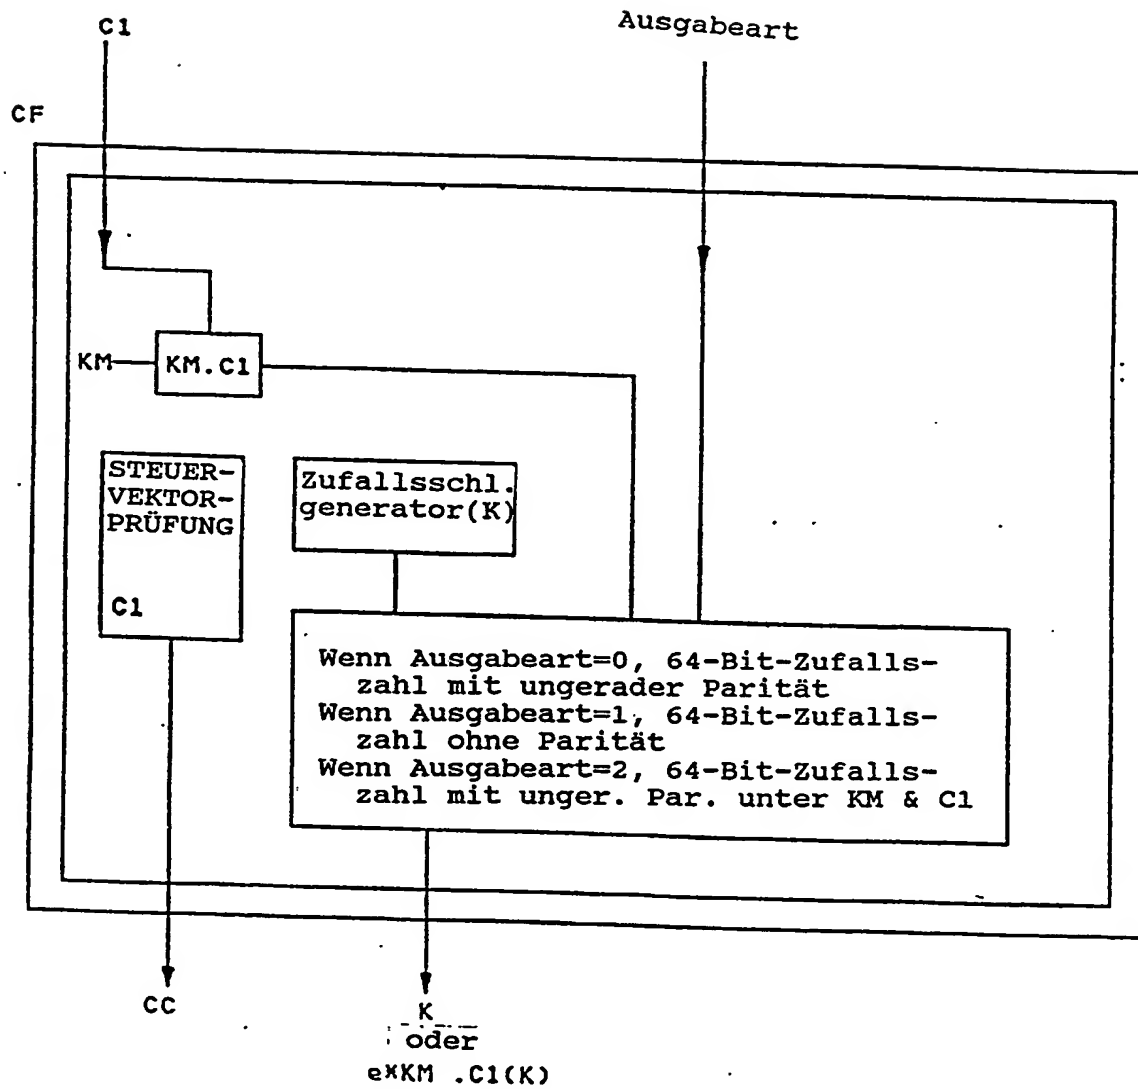 C1
Ausgabeart
CF
KM
KM.C1
STEUER-
VEKTOR-
PRÜFUNG
C1
Zufallsschl.
generator(K)
Wenn Ausgabeart=0, 64-Bit-Zufalls-
zahl mit ungerader Parität
Wenn Ausgabeart=1, 64-Bit-Zufalls-
zahl ohne Parität
Wenn Ausgabeart=2, 64-Bit-Zufalls-
zahl mit unger. Par. unter KM & C1
CC
K
oder
e*KM .C1(K)